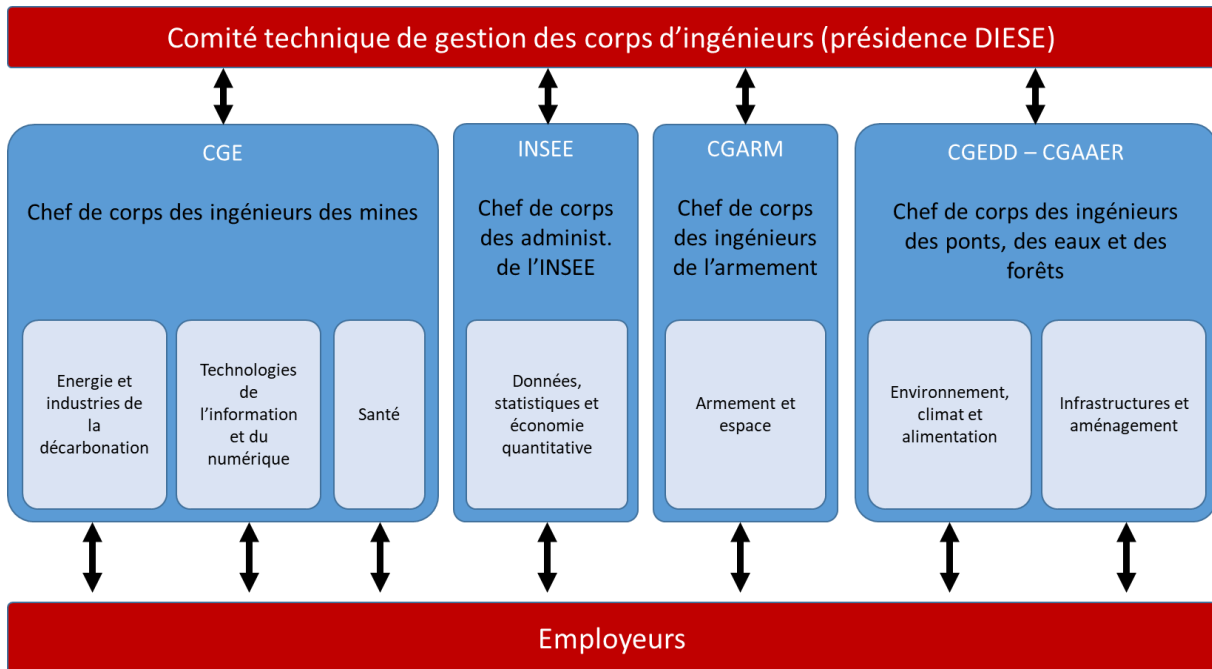 Comité technique de gestion des corps d’ingénieurs (présidence DIESE)
CGE
Chef de corps des ingénieurs des mines
Energie et
industries de
la
décarbonation
Technologies
de
l’information
et du
numérique
Santé
INSEE
Chef de corps
des administ.
de l’INSEE
Données,
statistiques et
économie
quantitative
CGARM
Chef de corps
des ingénieurs
de l’armement
Armement et
espace
CGEDD – CGAAER
Chef de corps des ingénieurs
des ponts, des eaux et des
forêts
Environnement,
climat et
alimentation
Infrastructures et
aménagement
Employeurs